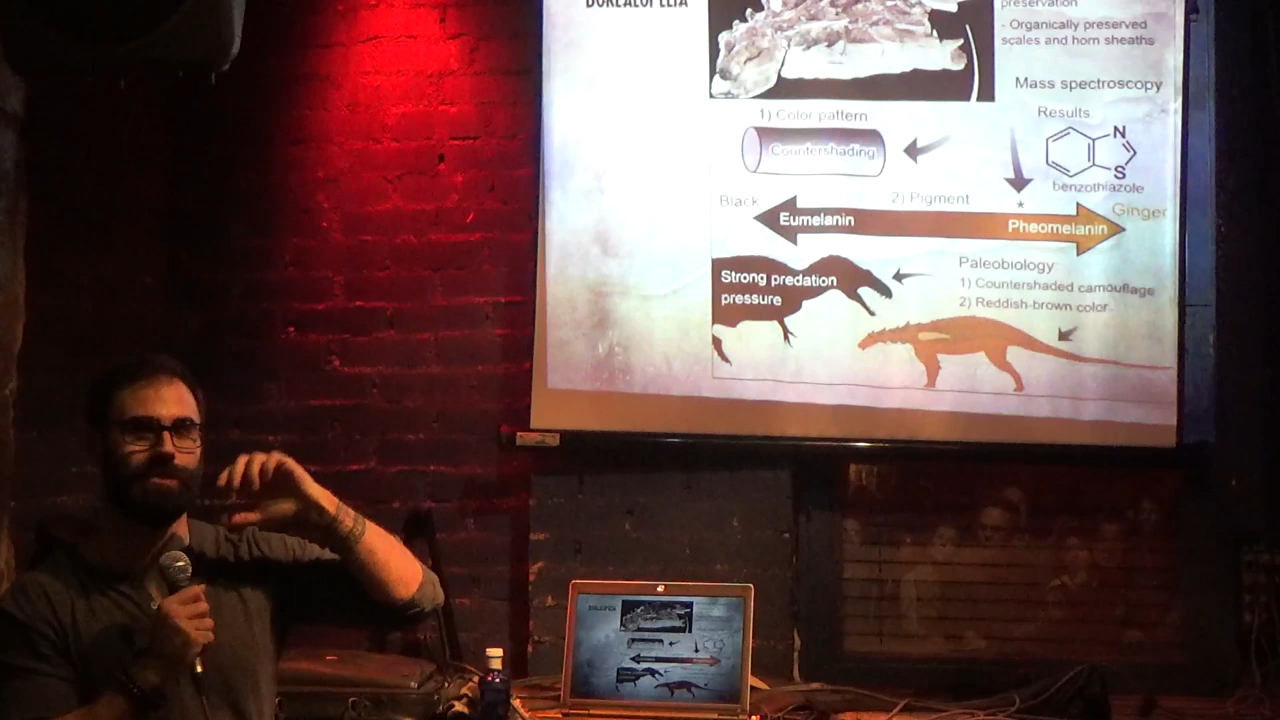 BOREALOPELTA
preservation
- Organically preserved
scales and horn sheaths
Mass spectroscopy
1) Color pattern
Results
Countershading
N
S
benzothiazole
Black
2) Pigment
*
Ginger
Eumelanin
Pheomelanin
Strong predation
pressure
Paleobiology
1) Countershaded camouflage
2) Reddish-brown color